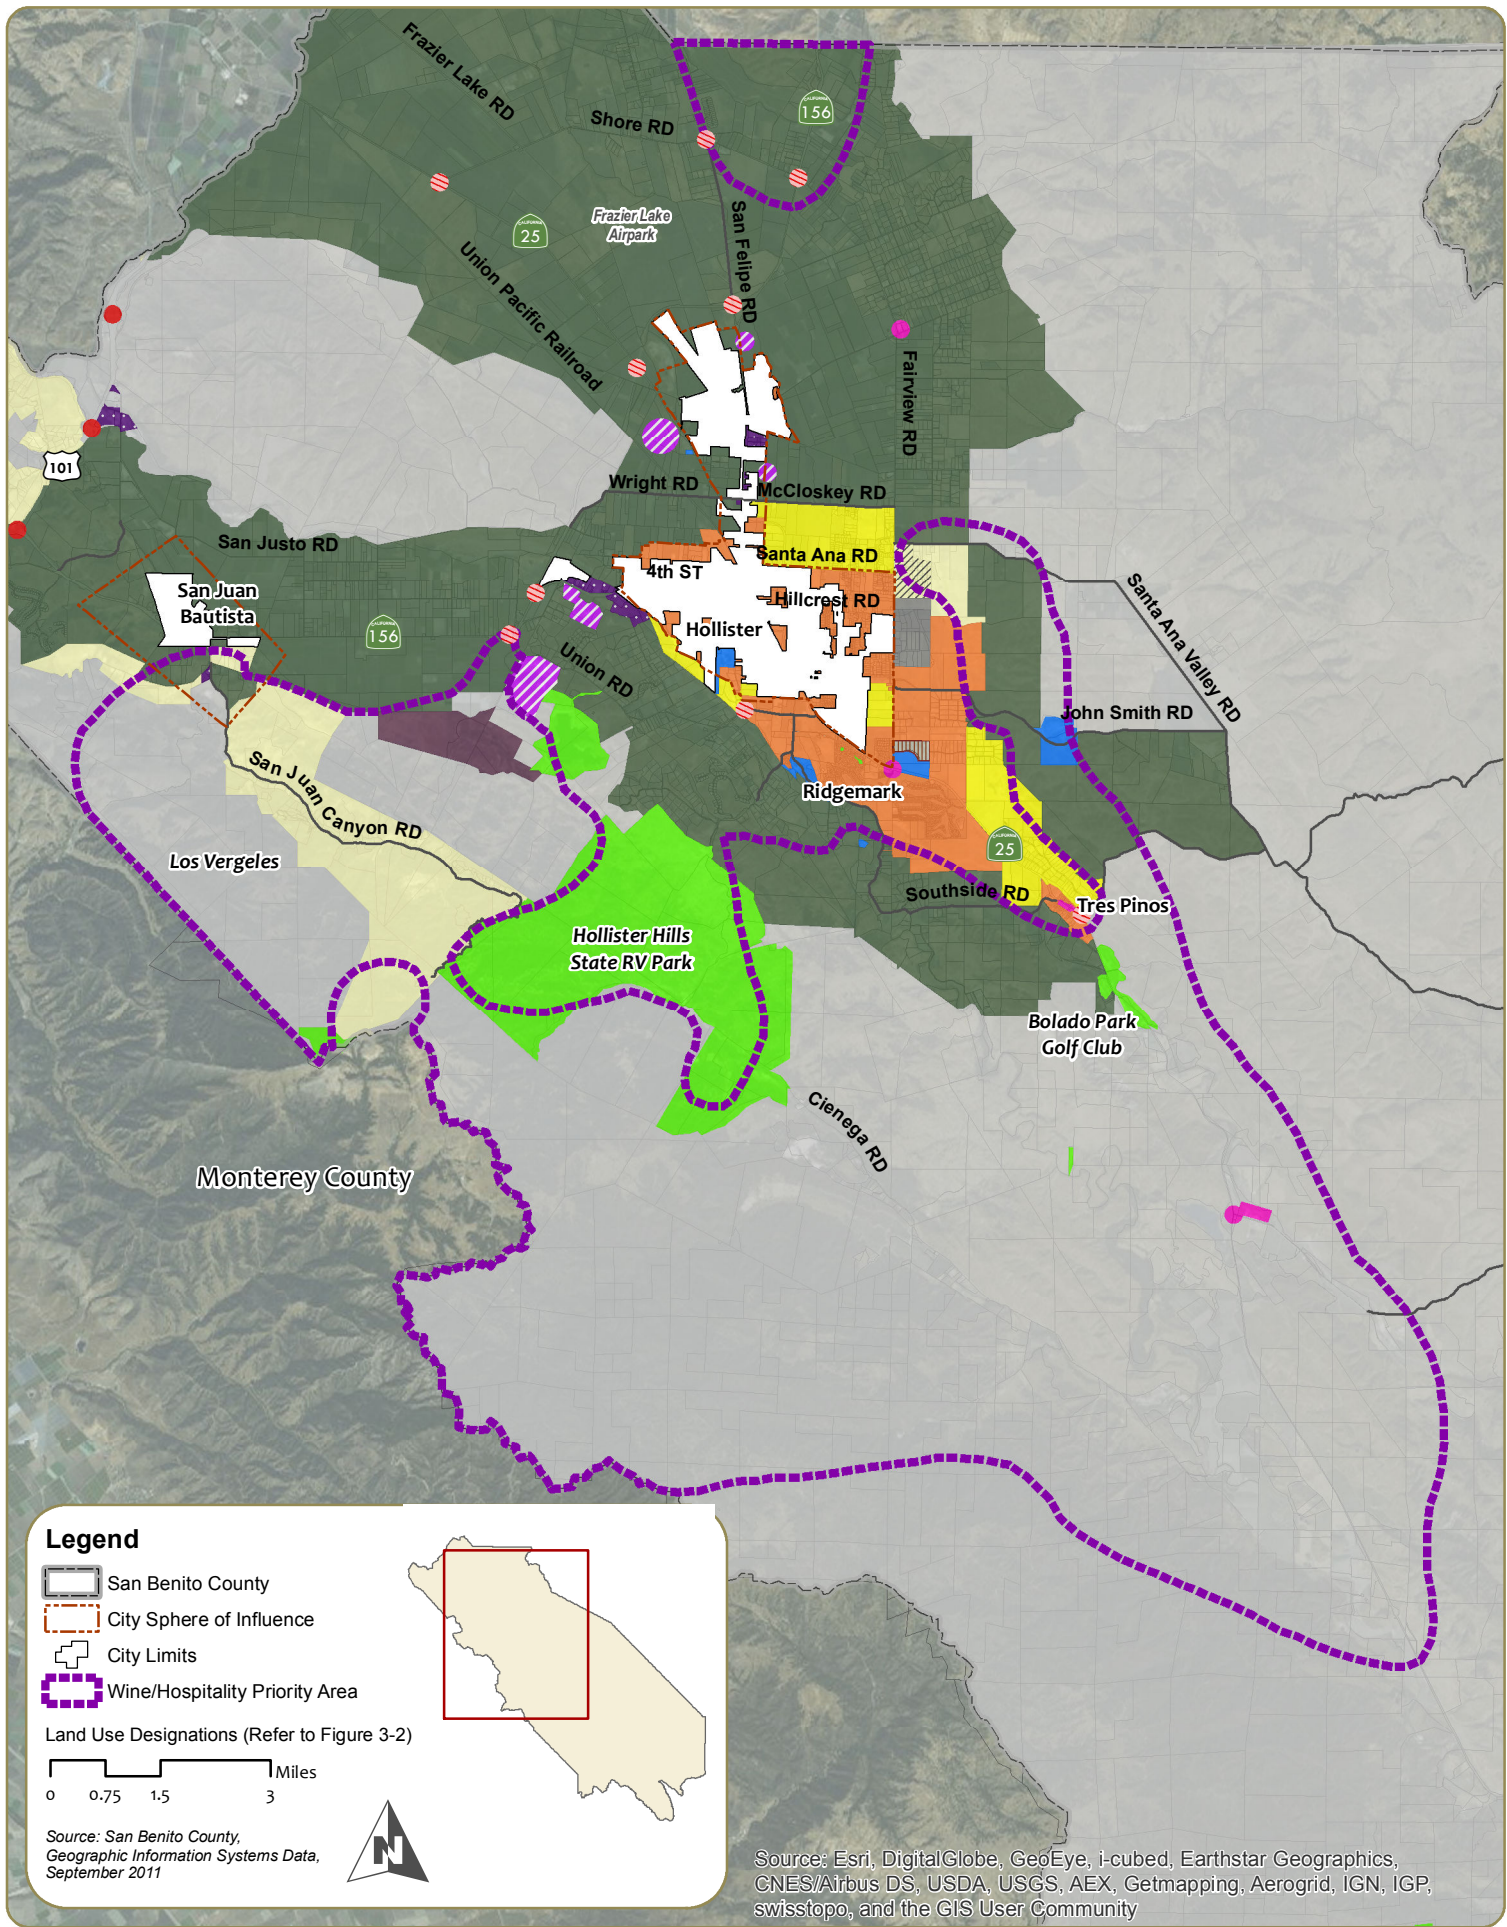 Frazier Lake RD
Shore RD
CALIFORNIA
156
San Felipe RD
Frazier Lake
Airpark
CALIFORNIA
25
Union Pacific Railroad
Fairview RD
101
Wright RD
McCloskey RD
San Justo RD
Santa Ana RD
4th ST
Hillcrest RD
San Juan
Bautista
CALIFORNIA
156
Hollister
Union RD
Santa Ana Valley RD
John Smith RD
San Juan Canyon RD
Ridgemark
CALIFORNIA
25
Los Vergeles
Southside RD
Tres Pinos
Hollister Hills
State RV Park
Bolado Park
Golf Club
Cienega RD
Monterey County
Legend
San Benito County
City Sphere of Influence
City Limits
Wine/Hospitality Priority Area
Land Use Designations (Refer to Figure 3-2)
Miles
0 0.75 1.5 3
Source: San Benito County,
Geographic Information Systems Data,
September 2011
N
Source: Esri, DigitalGlobe, GeoEye, i-cubed, Earthstar Geographics,
CNES/Airbus DS, USDA, USGS, AEX, Getmapping, Aerogrid, IGN, IGP,
swisstopo, and the GIS User Community